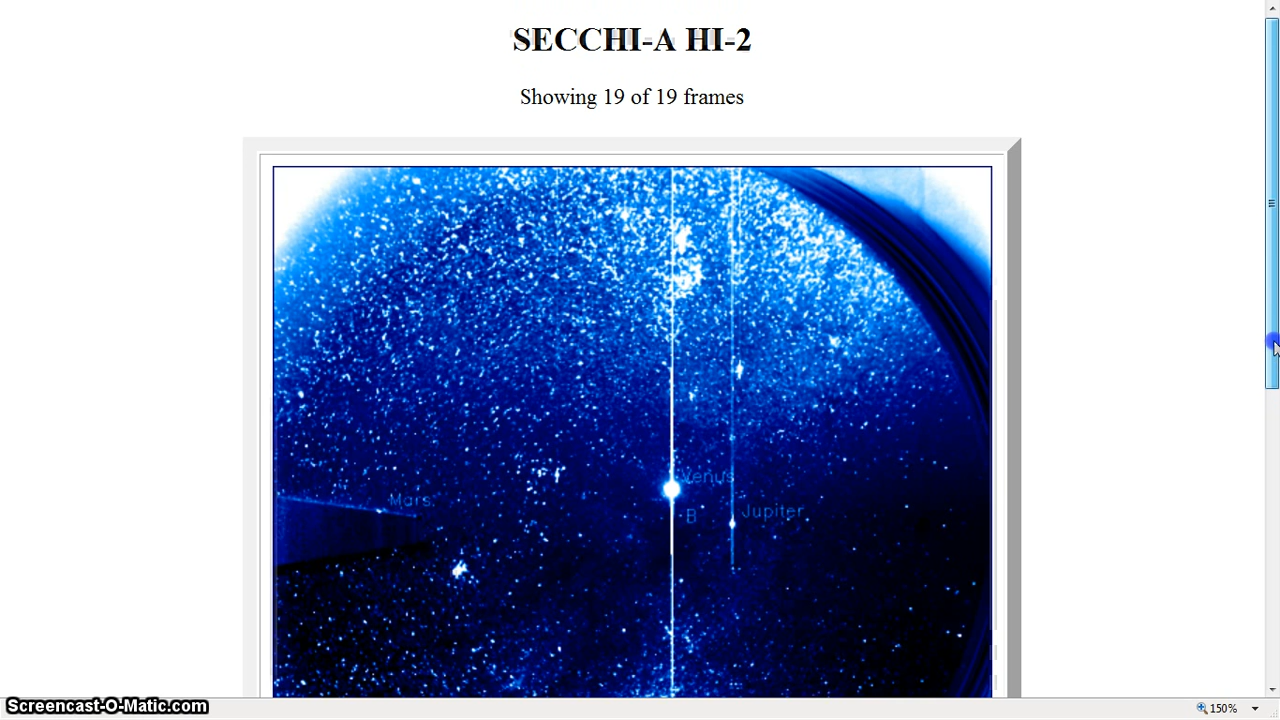 SECCHI-A HI-2
Showing 19 of 19 frames
Venus
Mars
B
Jupiter
Screencast-O-Matic.com
150%